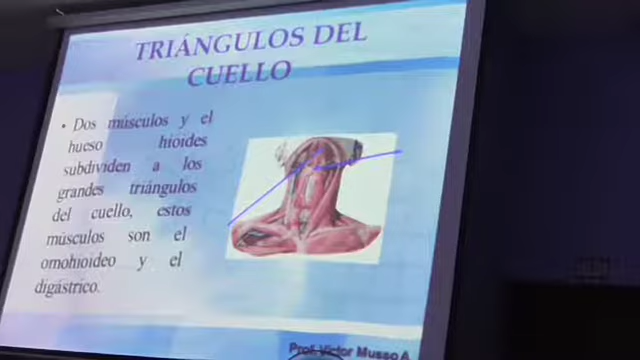 TRIÁNGULOS DEL
CUELLO
• Dos músculos y el
hueso hioides
subdividen a los
grandes triángulos
del cuello, estos
músculos son el
omohioideo y el
digástrico.
Prof. Victor Musso A